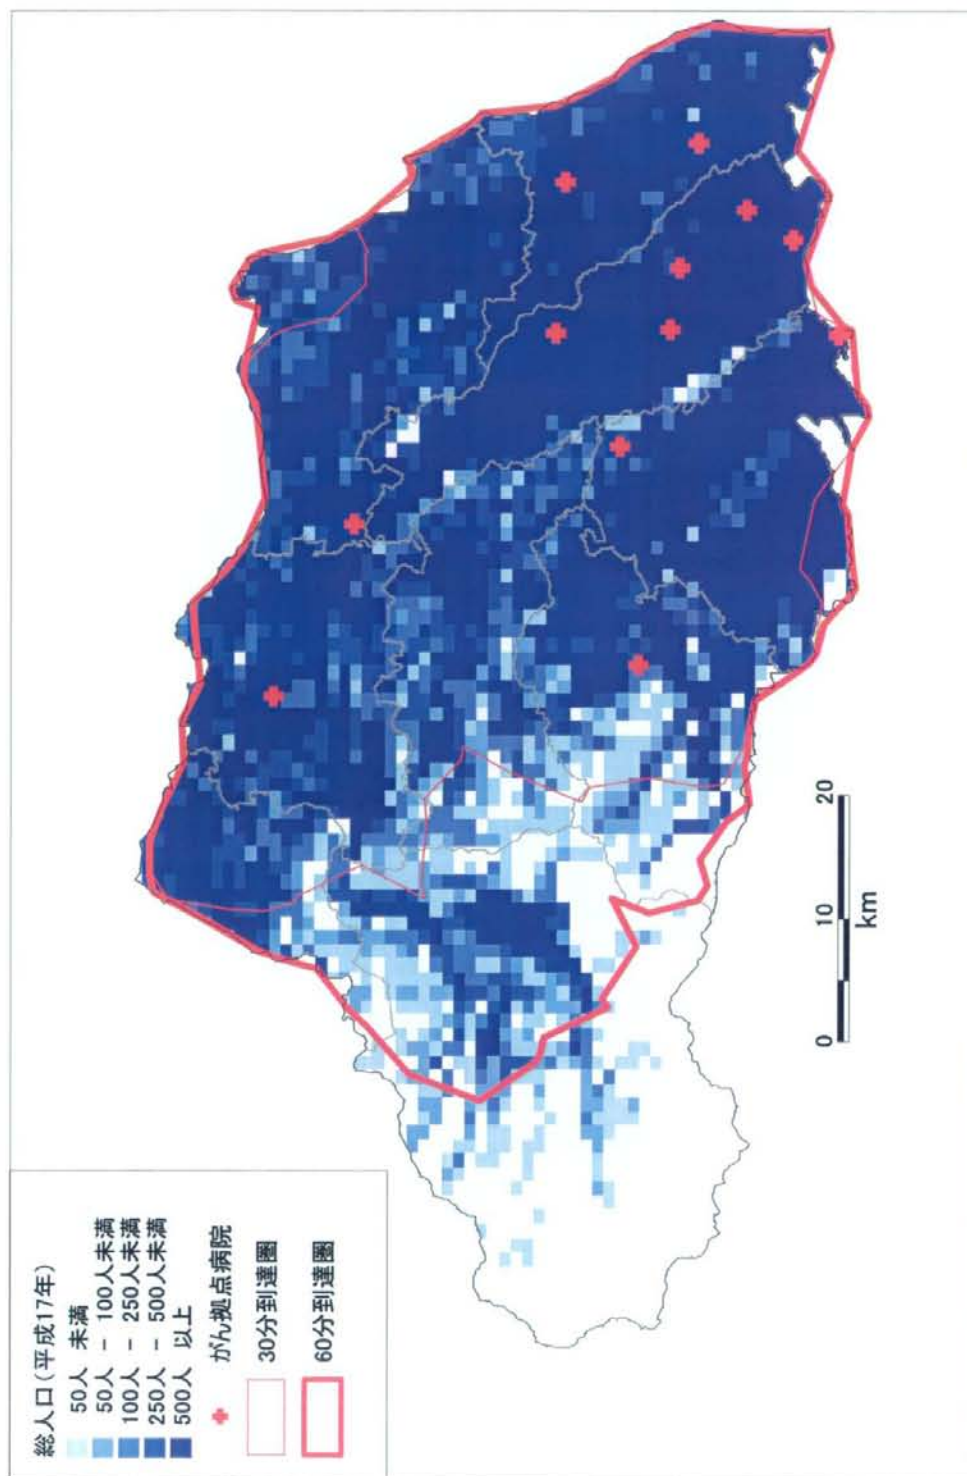 総人口(平成17年)
50人 未満
50人 － 100人未満
100人 － 250人未満
250人 － 500人未満
500人 以上
がん拠点病院
30分到達圏
60分到達圏
0 10 20
km